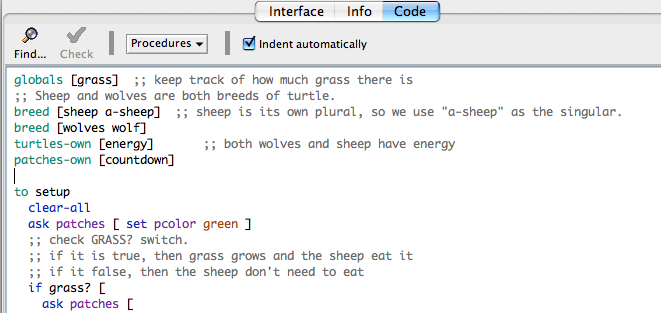 Interface Info Code
Find... Check Procedures Indent automatically
globals [grass]  ;; keep track of how much grass there is
;; Sheep and wolves are both breeds of turtle.
breed [sheep a-sheep]  ;; sheep is its own plural, so we use "a-sheep" as the singular.
breed [wolves wolf]
turtles-own [energy]       ;; both wolves and sheep have energy
patches-own [countdown]
to setup
  clear-all
  ask patches [ set pcolor green ]
  ;; check GRASS? switch.
  ;; if it is true, then grass grows and the sheep eat it
  ;; if it false, then the sheep don't need to eat
  if grass? [
    ask patches [